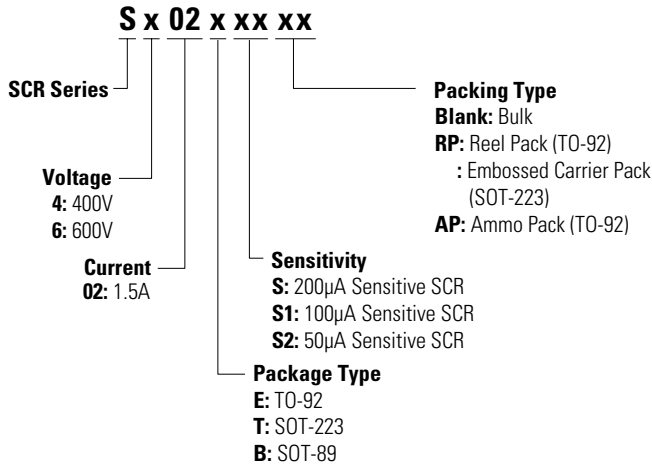 S x 02 x xx xx
SCR Series
Voltage
4: 400V
6: 600V
Current
02: 1.5A
Packing Type
Blank: Bulk
RP: Reel Pack (TO-92)
: Embossed Carrier Pack
(SOT-223)
AP: Ammo Pack (TO-92)
Sensitivity
S: 200μA Sensitive SCR
S1: 100μA Sensitive SCR
S2: 50μA Sensitive SCR
Package Type
E: TO-92
T: SOT-223
B: SOT-89